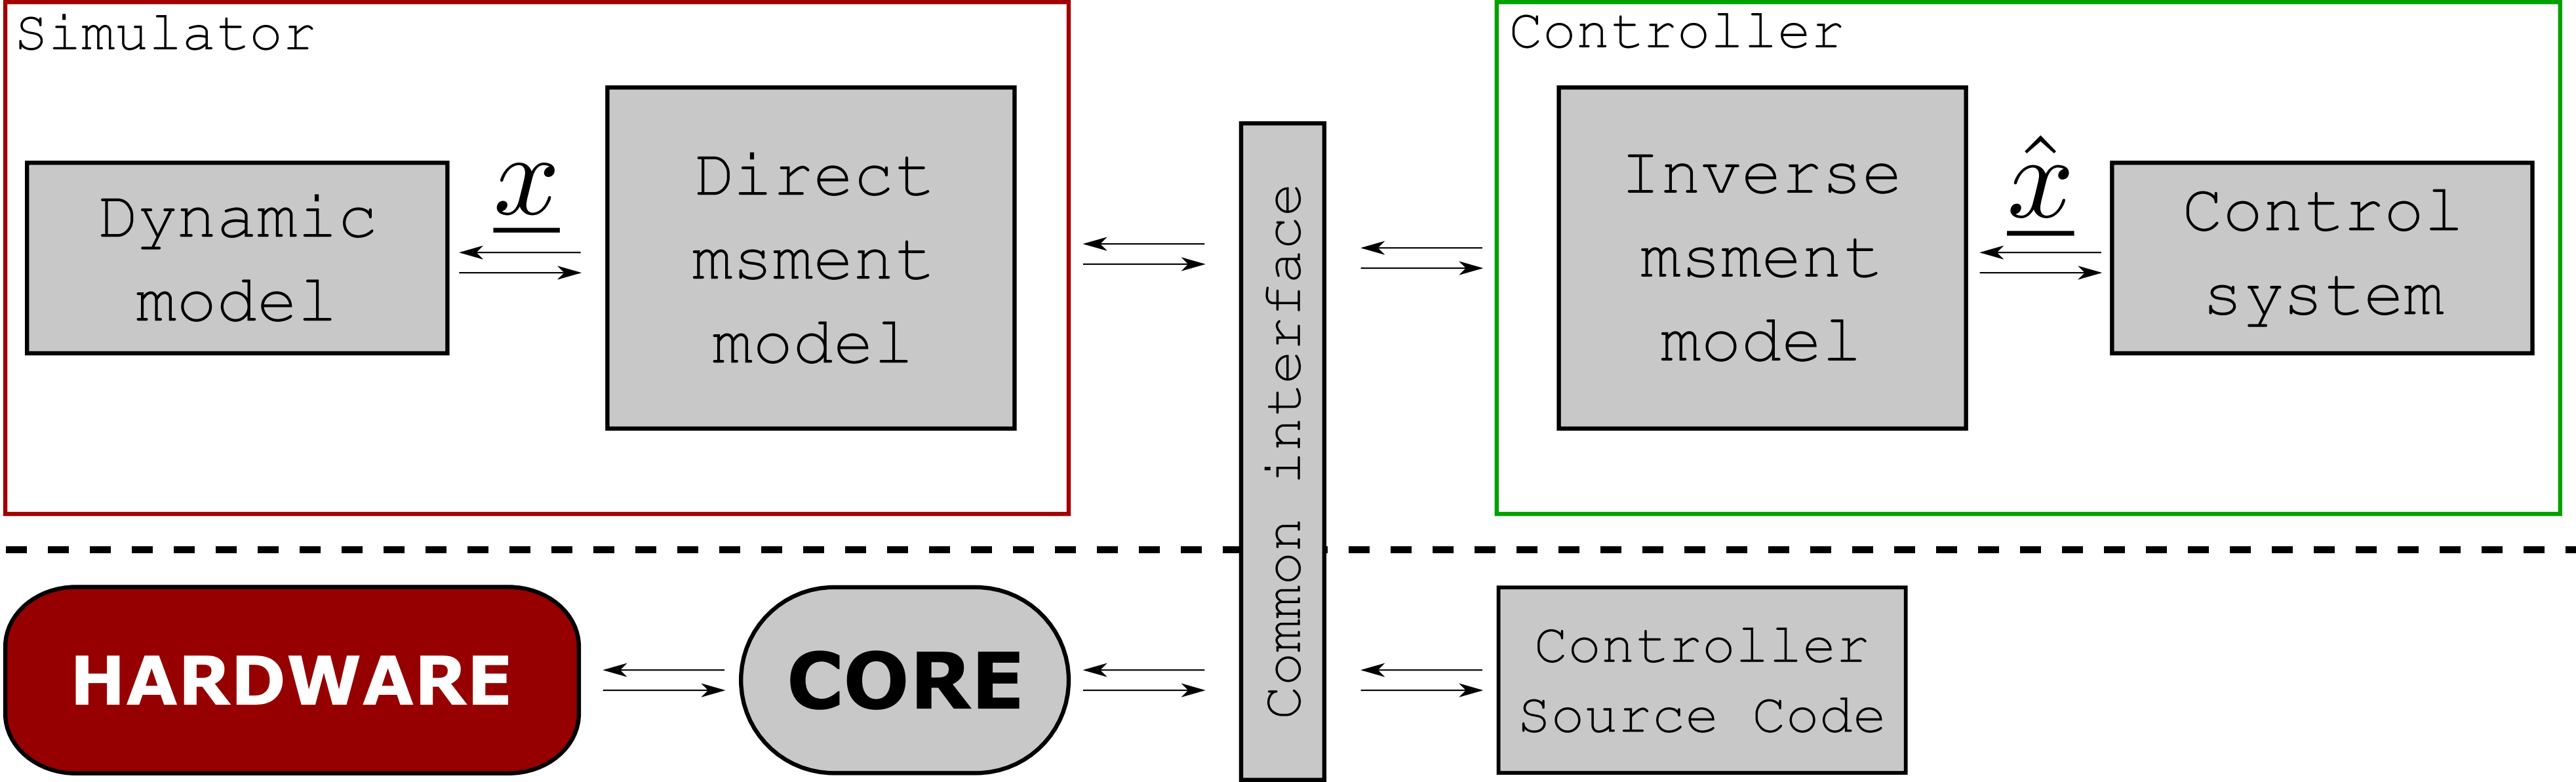 Simulator
Dynamic
model
x
Direct
msment
model
Common interface
Controller
Inverse
msment
model
x̂
Control
system
HARDWARE
CORE
Controller
Source Code